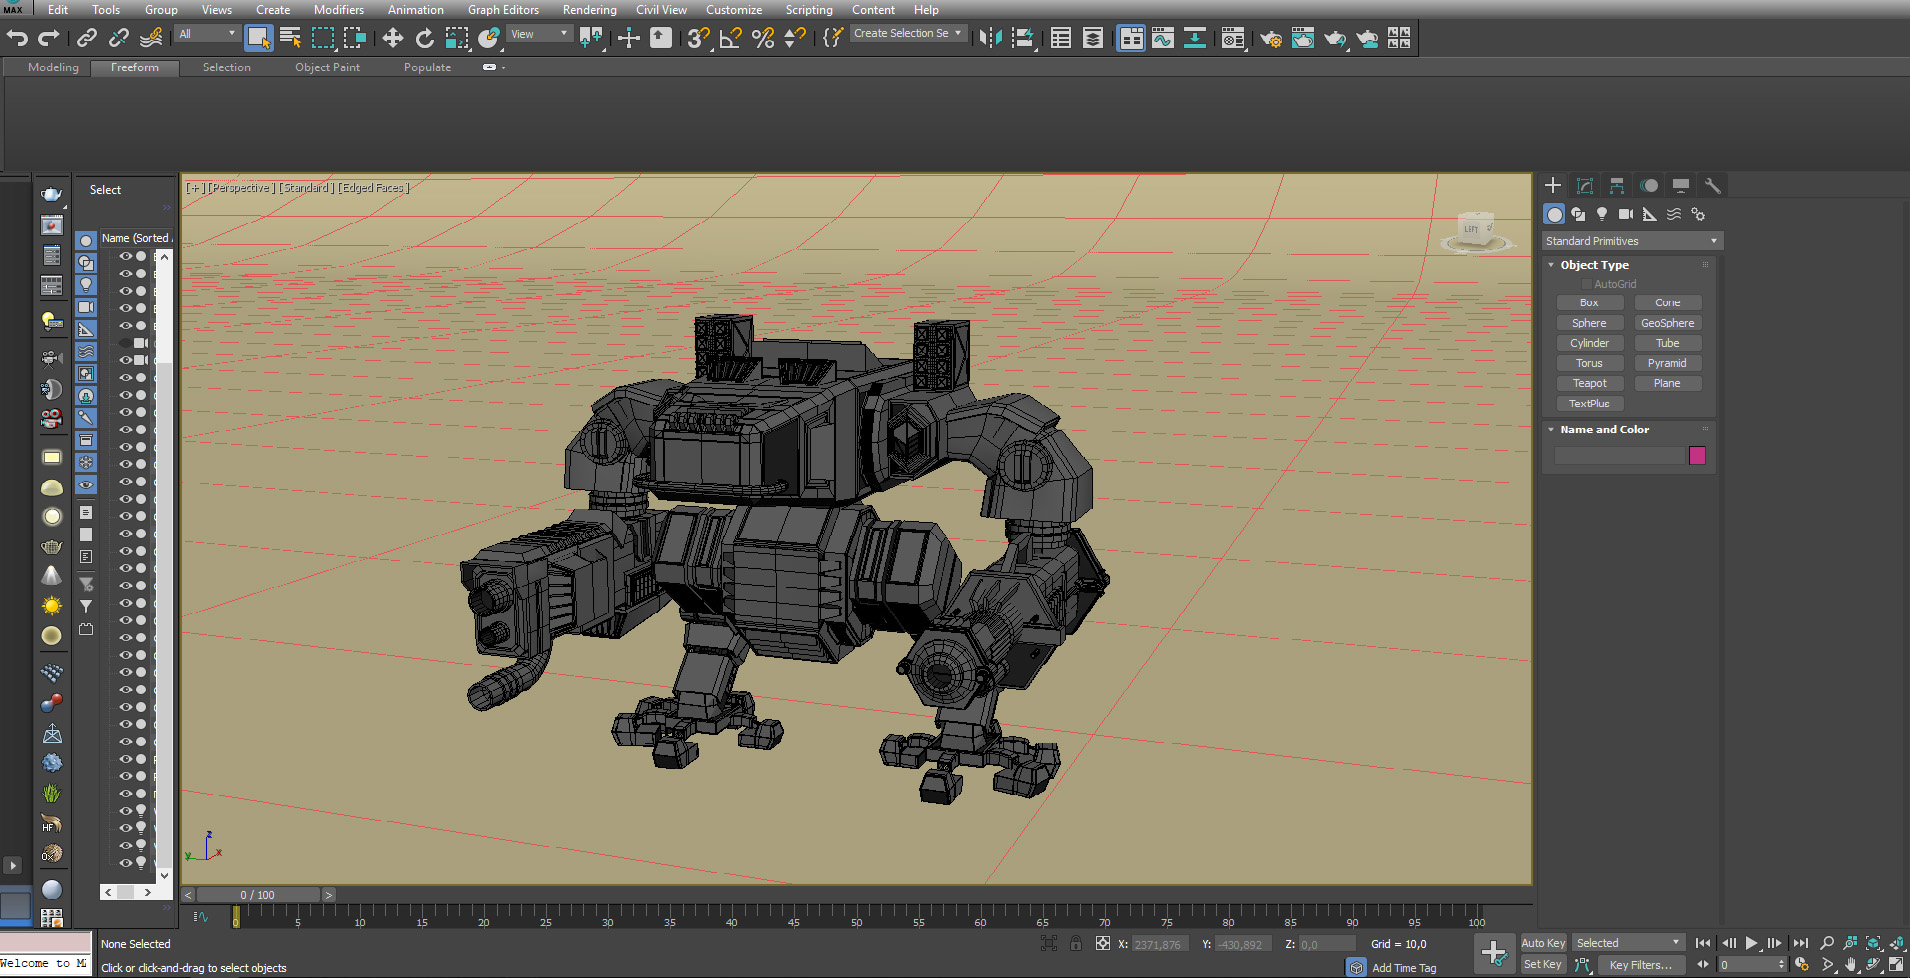 MAX Edit Tools Group Views Create Modifiers Animation Graph Editors Rendering Civil View Customize Scripting Content Help
All View Create Selection Se
Modeling Freeform Selection Object Paint Populate
Select
Name (Sorted
[+] [Perspective] [Standard] [Edged Faces]
LEFT
Standard Primitives
Object Type
AutoGrid
Box Cone
Sphere GeoSphere
Cylinder Tube
Torus Pyramid
Teapot Plane
TextPlus
Name and Color
HF
z
y x
< 0 / 100 >
0 5 10 15 20 25 30 35 40 45 50 55 60 65 70 75 80 85 90 95 100
None Selected X: 2371,876 Y: -430,892 Z: 0,0 Grid = 10,0 Auto Key Selected
Welcome to M Click or click-and-drag to select objects Add Time Tag Set Key Key Filters... 0